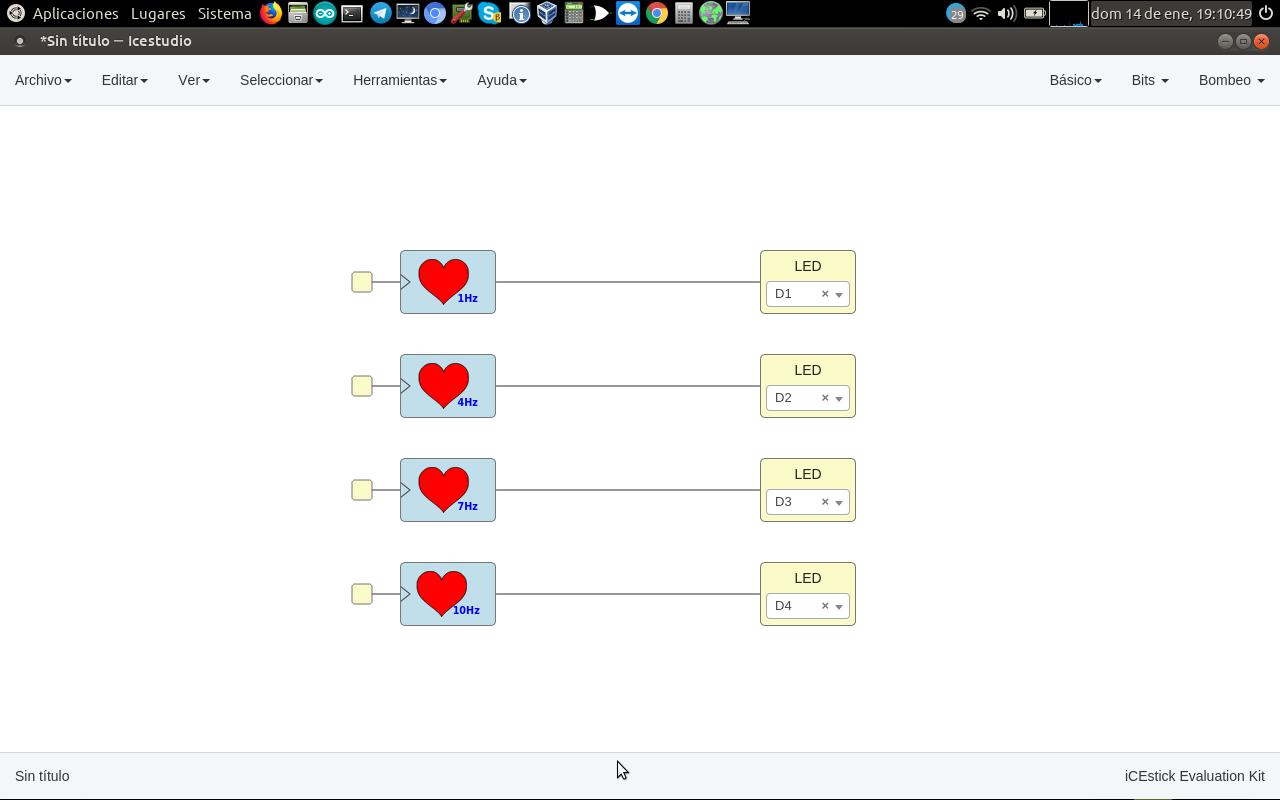 Aplicaciones Lugares Sistema 29 dom 14 de ene, 19:10:49
*Sin título — Icestudio
Archivo Editar Ver Seleccionar Herramientas Ayuda Básico Bits Bombeo
1Hz
LED
D1
4Hz
LED
D2
7Hz
LED
D3
10Hz
LED
D4
Sin título iCEstick Evaluation Kit